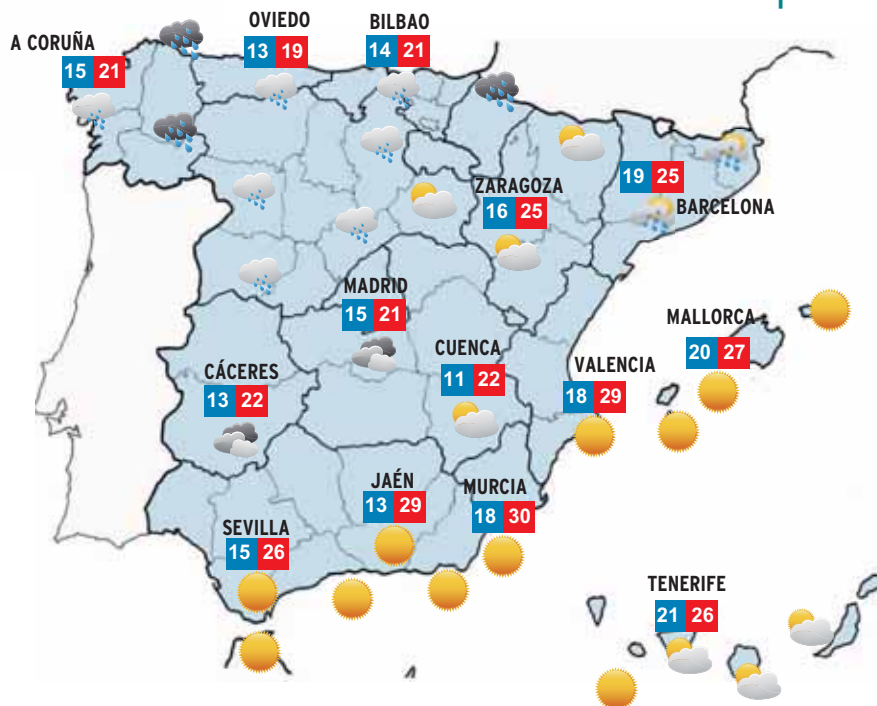 OVIEDO
13 19
BILBAO
14 21
A CORUÑA
15 21
ZARAGOZA
16 25
19 25
BARCELONA
MADRID
15 21
CUENCA
11 22
CÁCERES
13 22
VALENCIA
18 29
MALLORCA
20 27
JAÉN
13 29
MURCIA
18 30
SEVILLA
15 26
TENERIFE
21 26